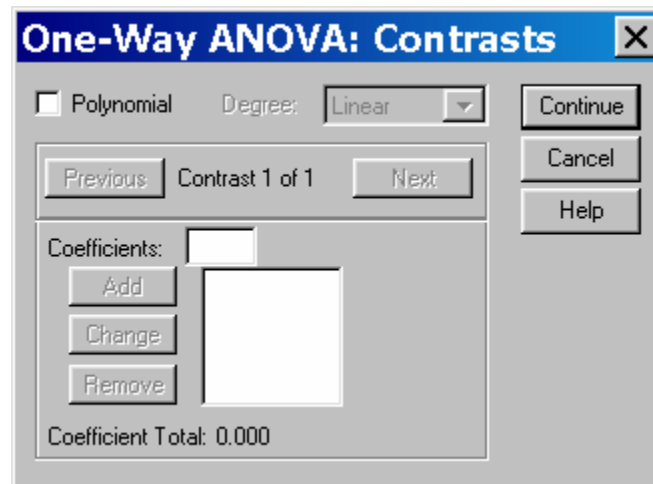 One-Way ANOVA: Contrasts
Polynomial Degree: Linear Continue
Previous Contrast 1 of 1 Next Cancel
Help
Coefficients:
Add
Change
Remove
Coefficient Total: 0.000